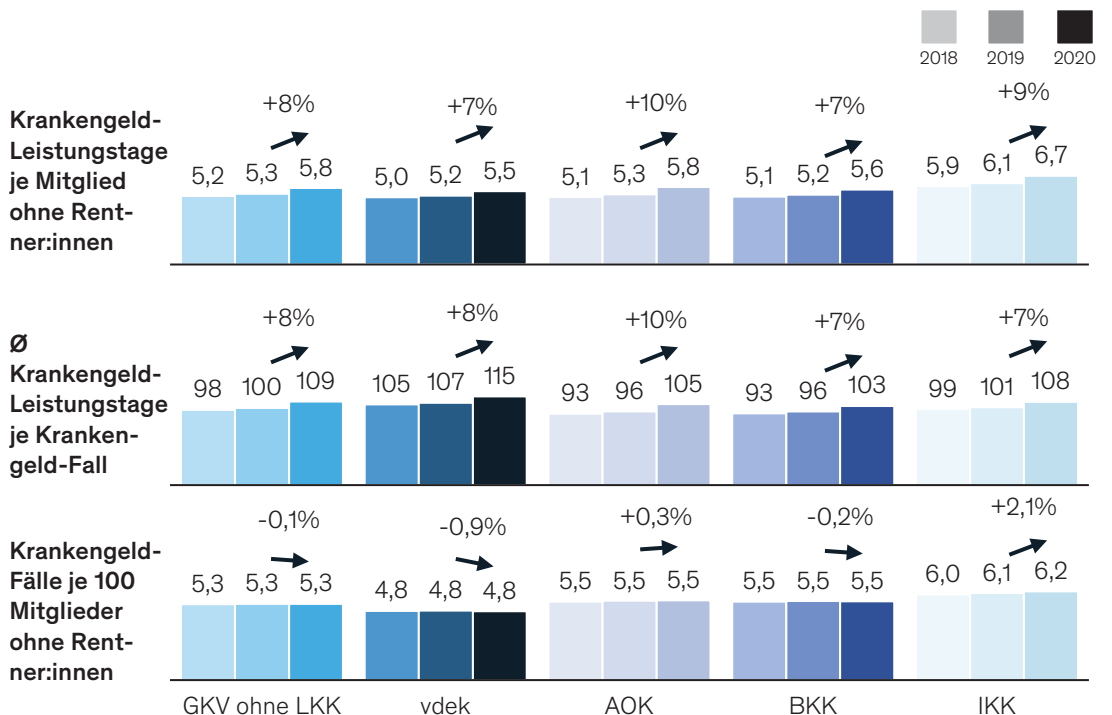 2018 2019 2020
Krankengeld-
Leistungstage
je Mitglied
ohne Rent-
ner:innen
+8% +7% +10% +7% +9%
5,2 5,3 5,8 5,0 5,2 5,5 5,1 5,3 5,8 5,1 5,2 5,6 5,9 6,1 6,7
Ø
Krankengeld-
Leistungstage
je Kranken-
geld-Fall
+8% +8% +10% +7% +7%
98 100 109 105 107 115 93 96 105 93 96 103 99 101 108
Krankengeld-
Fälle je 100
Mitglieder
ohne Rent-
ner:innen
-0,1% -0,9% +0,3% -0,2% +2,1%
5,3 5,3 5,3 4,8 4,8 4,8 5,5 5,5 5,5 5,5 5,5 5,5 6,0 6,1 6,2
GKV ohne LKK vdek AOK BKK IKK